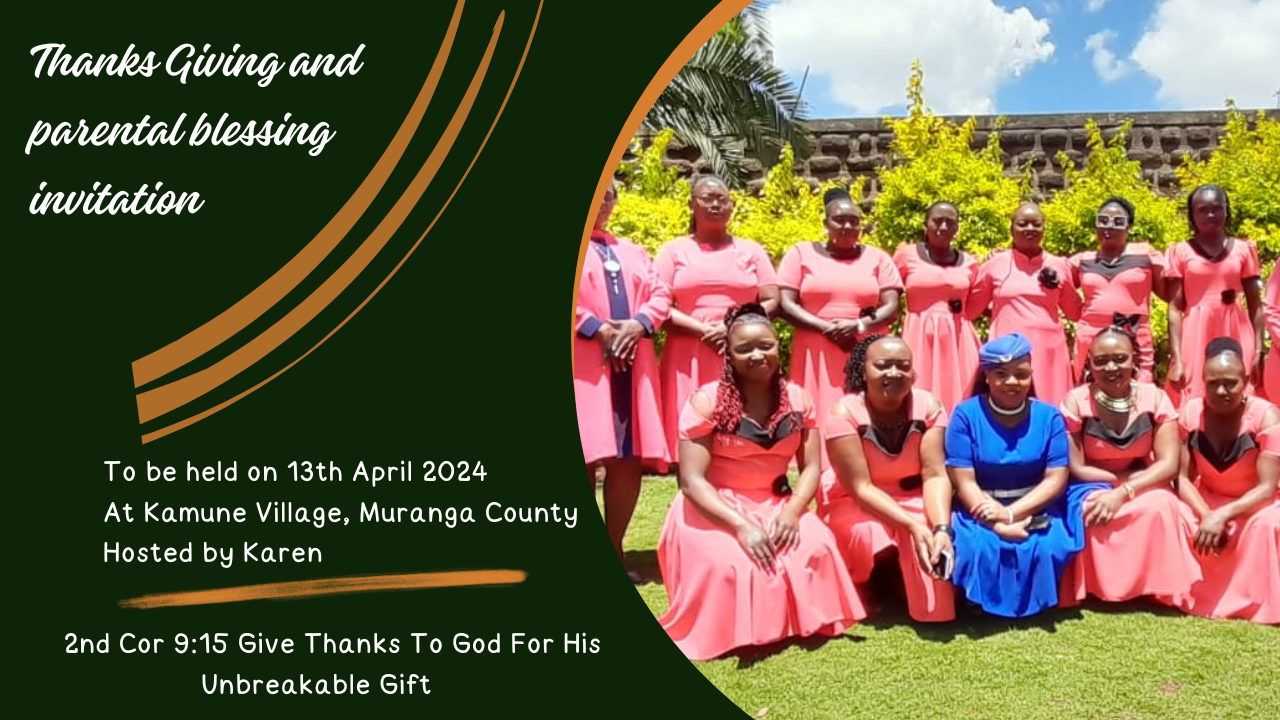 Thanks Giving and
parental blessing
invitation
To be held on 13th April 2024
At Kamune Village, Muranga County
Hosted by Karen
2nd Cor 9:15 Give Thanks To God For His
Unbreakable Gift